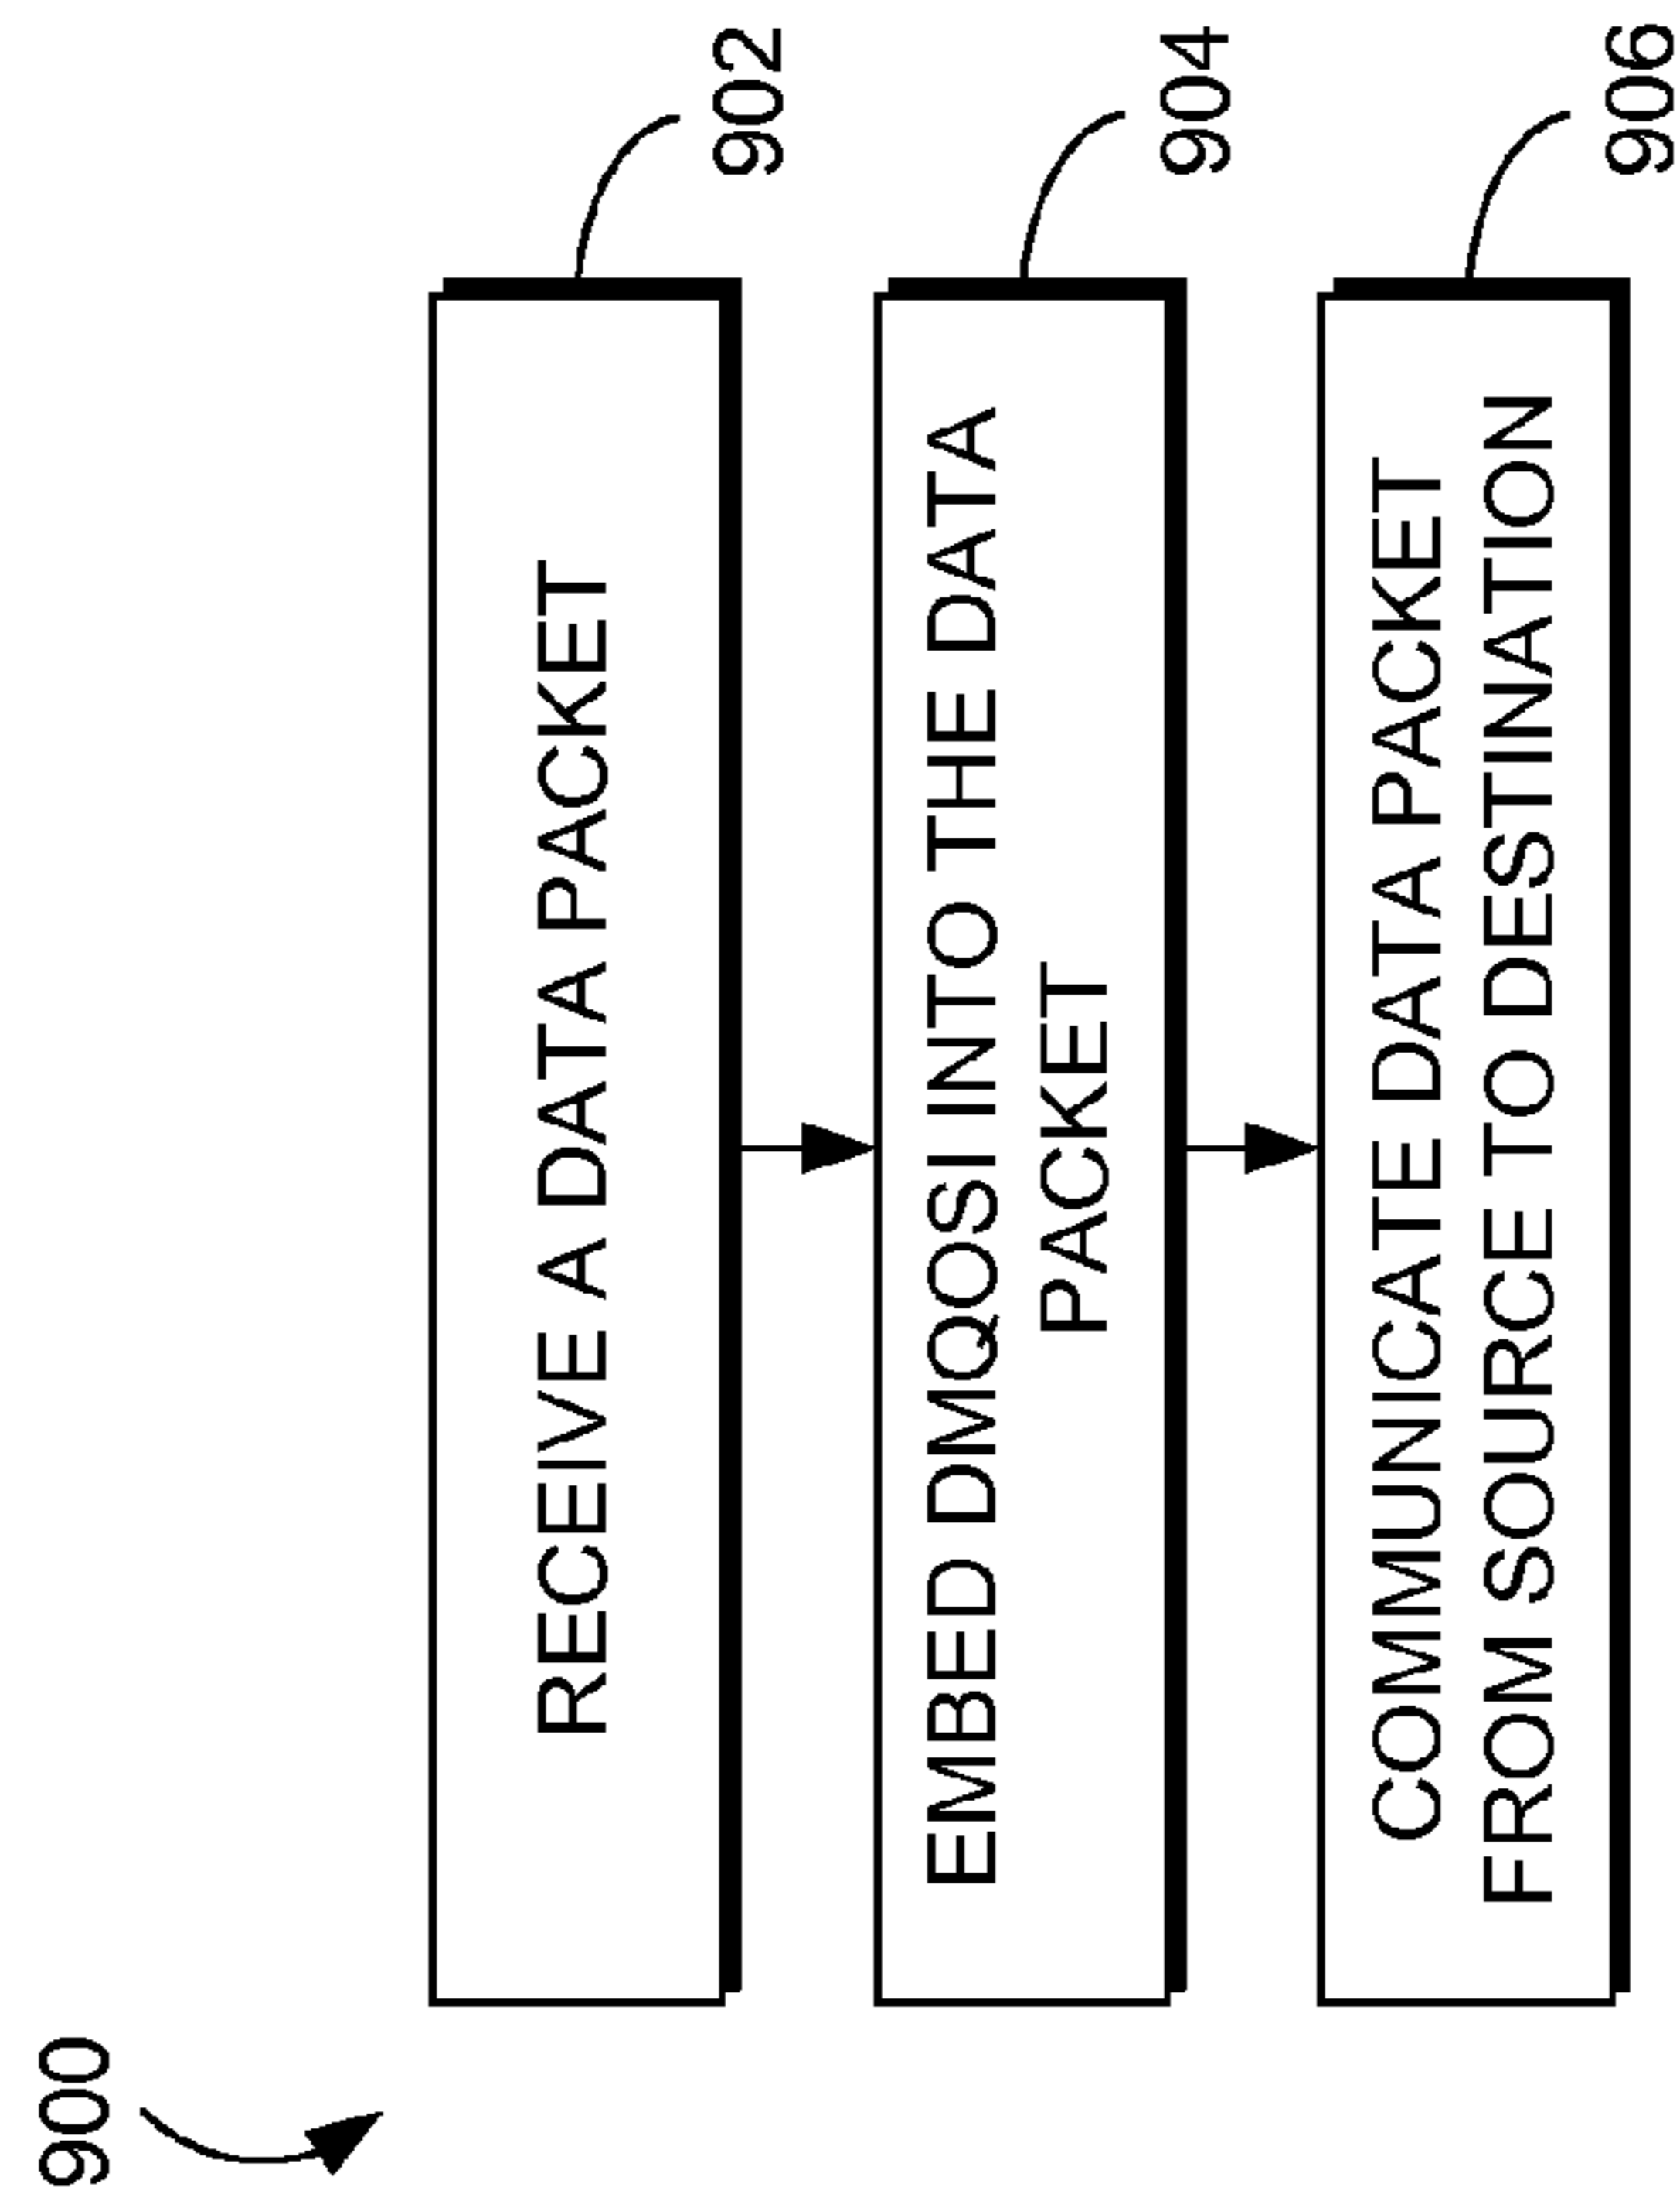 900
RECEIVE A DATA PACKET
902
EMBED DMQOSI INTO THE DATA
PACKET
904
COMMUNICATE DATA PACKET
FROM SOURCE TO DESTINATION
906